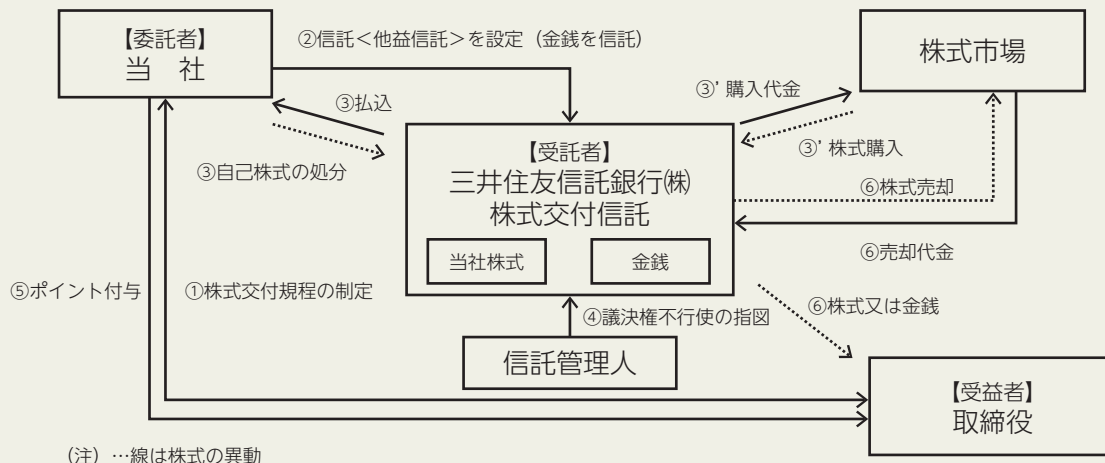 【委託者】
当　社
②信託＜他益信託＞を設定（金銭を信託）
株式市場
③払込
③’購入代金
③自己株式の処分
【受託者】
三井住友信託銀行㈱
株式交付信託
当社株式
金銭
③’株式購入
⑥株式売却
⑥売却代金
⑤ポイント付与
①株式交付規程の制定
④議決権不行使の指図
⑥株式又は金銭
信託管理人
【受益者】
取締役
（注）…線は株式の異動